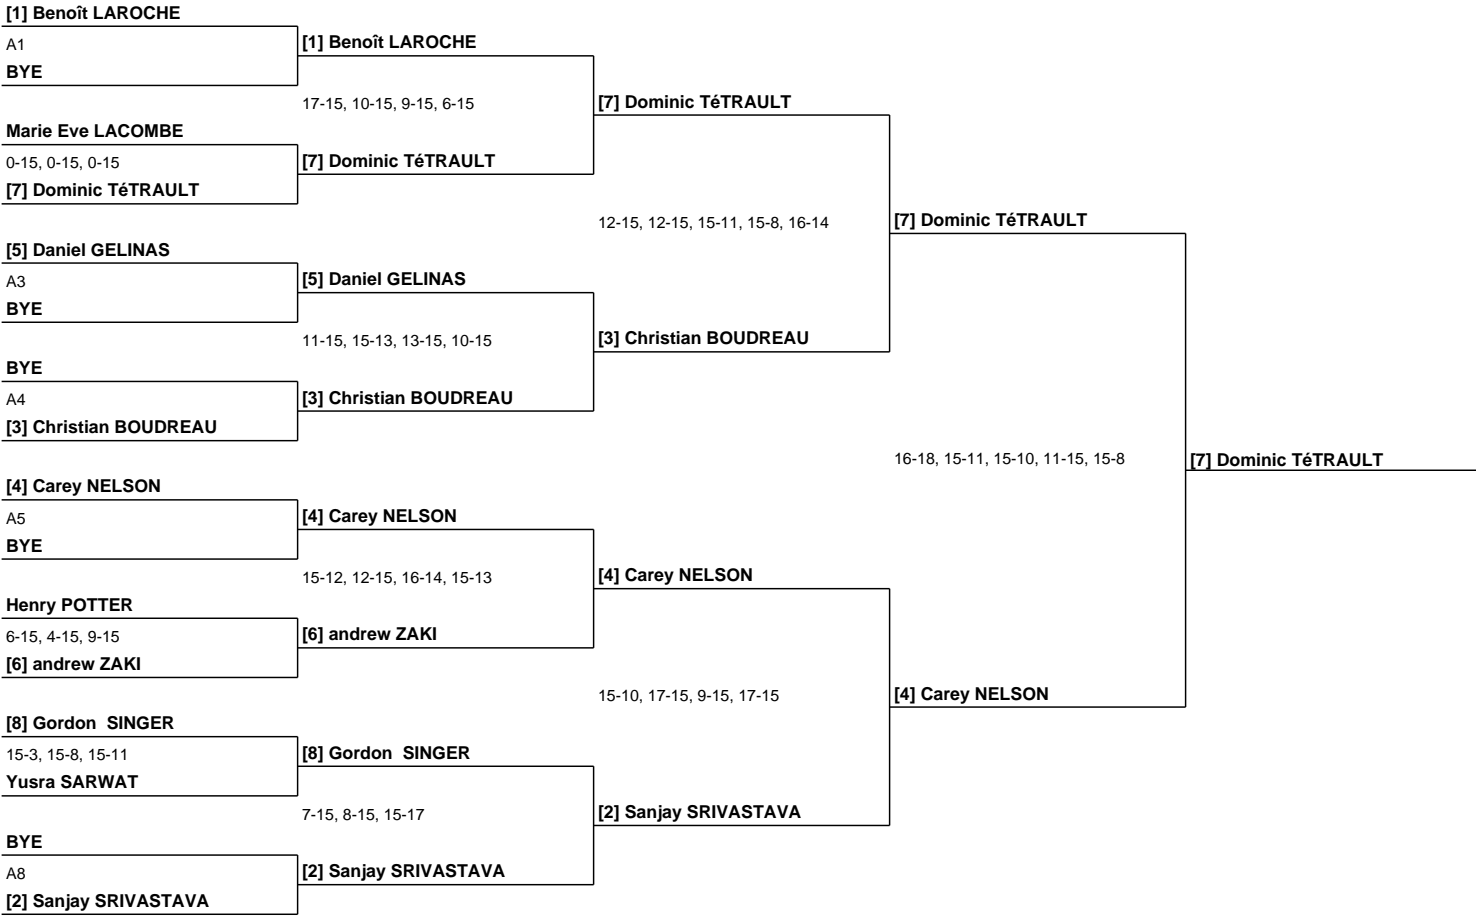 [1] Benoît LAROCHE
A1
BYE
[1] Benoît LAROCHE
17-15, 10-15, 9-15, 6-15
[7] Dominic TéTRAULT
Marie Eve LACOMBE
0-15, 0-15, 0-15
[7] Dominic TéTRAULT
[7] Dominic TéTRAULT
12-15, 12-15, 15-11, 15-8, 16-14
[7] Dominic TéTRAULT
[5] Daniel GELINAS
A3
BYE
[5] Daniel GELINAS
11-15, 15-13, 13-15, 10-15
[3] Christian BOUDREAU
BYE
A4
[3] Christian BOUDREAU
[3] Christian BOUDREAU
16-18, 15-11, 15-10, 11-15, 15-8
[7] Dominic TéTRAULT
[4] Carey NELSON
A5
BYE
[4] Carey NELSON
15-12, 12-15, 16-14, 15-13
[4] Carey NELSON
Henry POTTER
6-15, 4-15, 9-15
[6] andrew ZAKI
[6] andrew ZAKI
15-10, 17-15, 9-15, 17-15
[4] Carey NELSON
[8] Gordon  SINGER
15-3, 15-8, 15-11
Yusra SARWAT
[8] Gordon  SINGER
7-15, 8-15, 15-17
[2] Sanjay SRIVASTAVA
BYE
A8
[2] Sanjay SRIVASTAVA
[2] Sanjay SRIVASTAVA